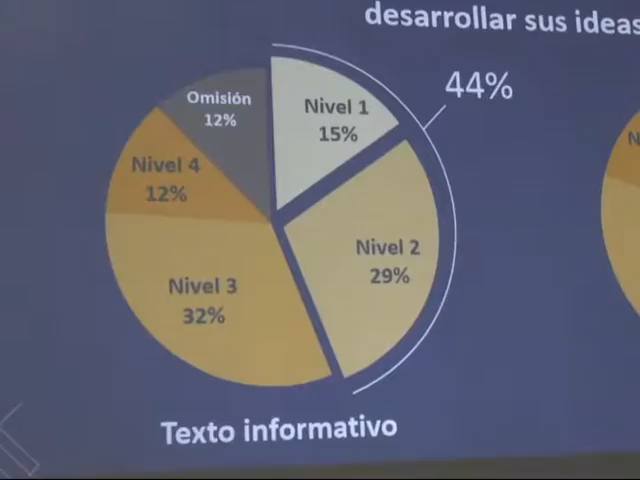 desarrollar sus ideas
44%
Omisión
12%
Nivel 1
15%
Nivel 4
12%
Nivel 2
29%
Nivel 3
32%
Texto informativo
N